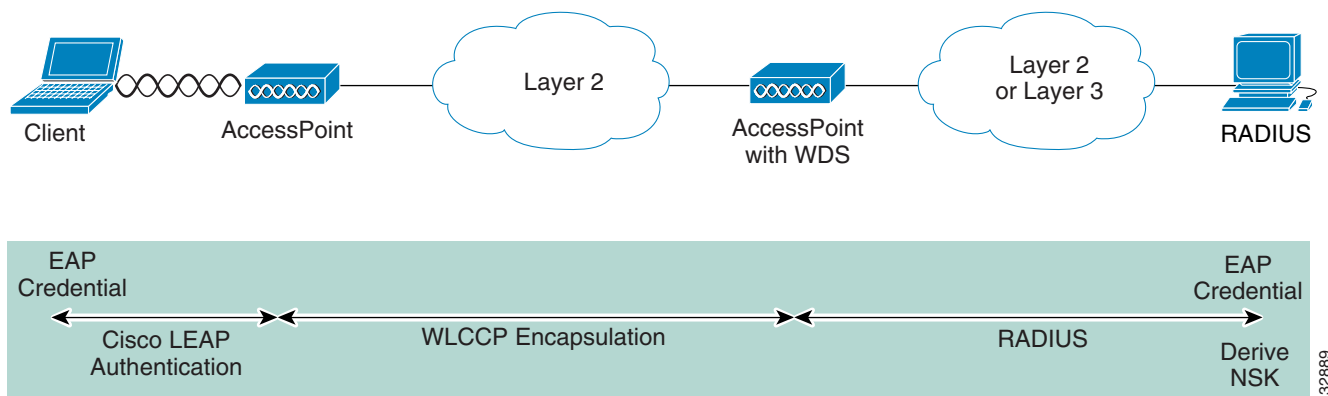 Client
AccessPoint
Layer 2
AccessPoint
with WDS
Layer 2
or Layer 3
RADIUS
EAP
Credential
EAP
Credential
Cisco LEAP
Authentication
WLCCP Encapsulation
RADIUS
Derive
NSK
32889